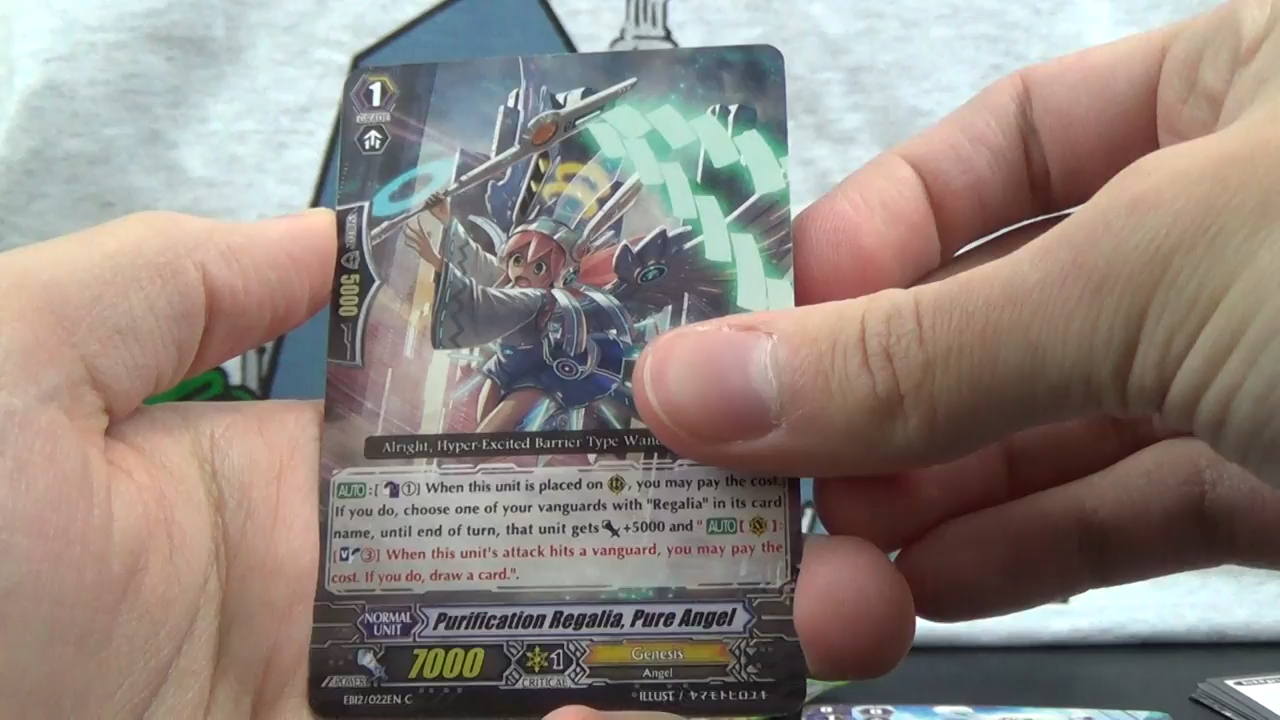 1
GRADE
5000
Alright, Hyper-Excited Barrier Type
AUTO:[ ①] When this unit is placed on , you may pay the cost.
If you do, choose one of your vanguards with "Regalia" in its card
name, until end of turn, that unit gets +5000 and " AUTO[ ]:
[ V ③] When this unit's attack hits a vanguard, you may pay the
cost. If you do, draw a card.".
NORMAL
UNIT
Purification Regalia, Pure Angel
POWER
7000
1
CRITICAL
Genesis
Angel
EB12/022EN C
ILLUST / ヤマモトヒロユキ